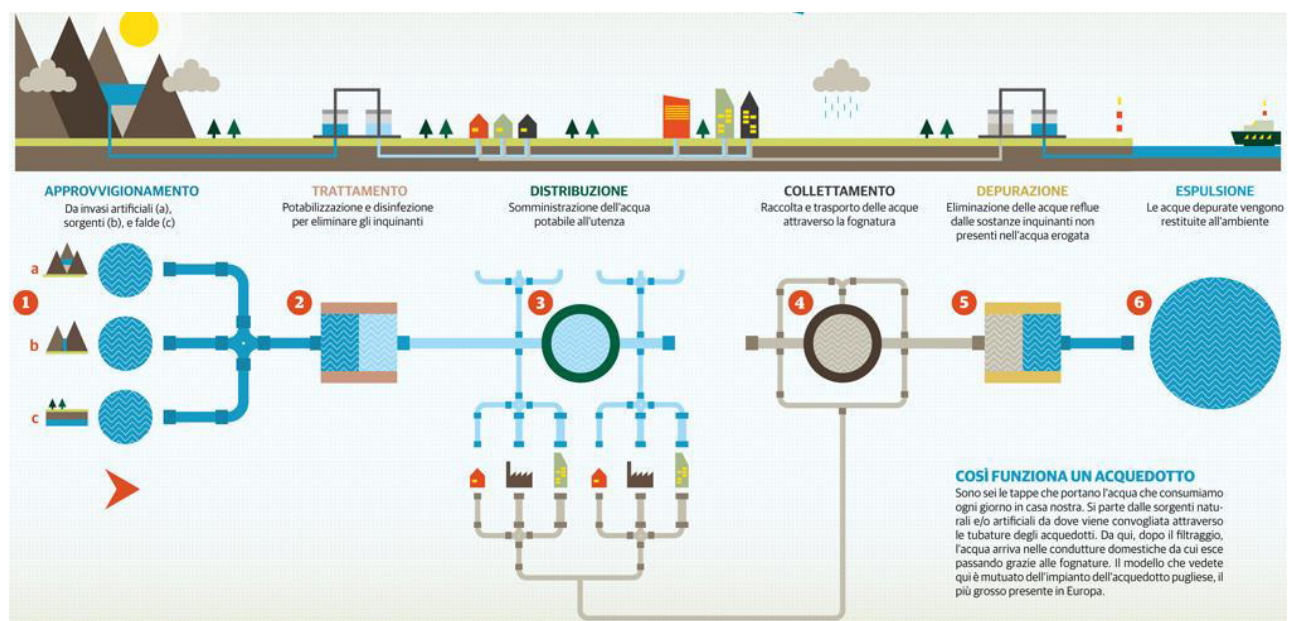 APPROVVIGIONAMENTO
Da invasi artificiali (a),
sorgenti (b), e falde (c)
TRATTAMENTO
Potabilizzazione e disinfezione
per eliminare gli inquinanti
DISTRIBUZIONE
Somministrazione dell'acqua
potabile all'utenza
COLLETTAMENTO
Raccolta e trasporto delle acque
attraverso la fognatura
DEPURAZIONE
Eliminazione delle acque reflue
dalle sostanze inquinanti non
presenti nell'acqua erogata
ESPULSIONE
Le acque depurate vengono
restituite all'ambiente
a
1
b
c
2
3
4
5
6
COSÌ FUNZIONA UN ACQUEDOTTO
Sono sei le tappe che portano l'acqua che consumiamo
ogni giorno in casa nostra. Si parte dalle sorgenti natu-
rali e/o artificiali da dove viene convogliata attraverso
le tubature degli acquedotti. Da qui, dopo il filtraggio,
l'acqua arriva nelle condutture domestiche da cui esce
passando grazie alle fognature. Il modello che vedete
qui è mutuato dell'impianto dell'acquedotto pugliese, il
più grosso presente in Europa.